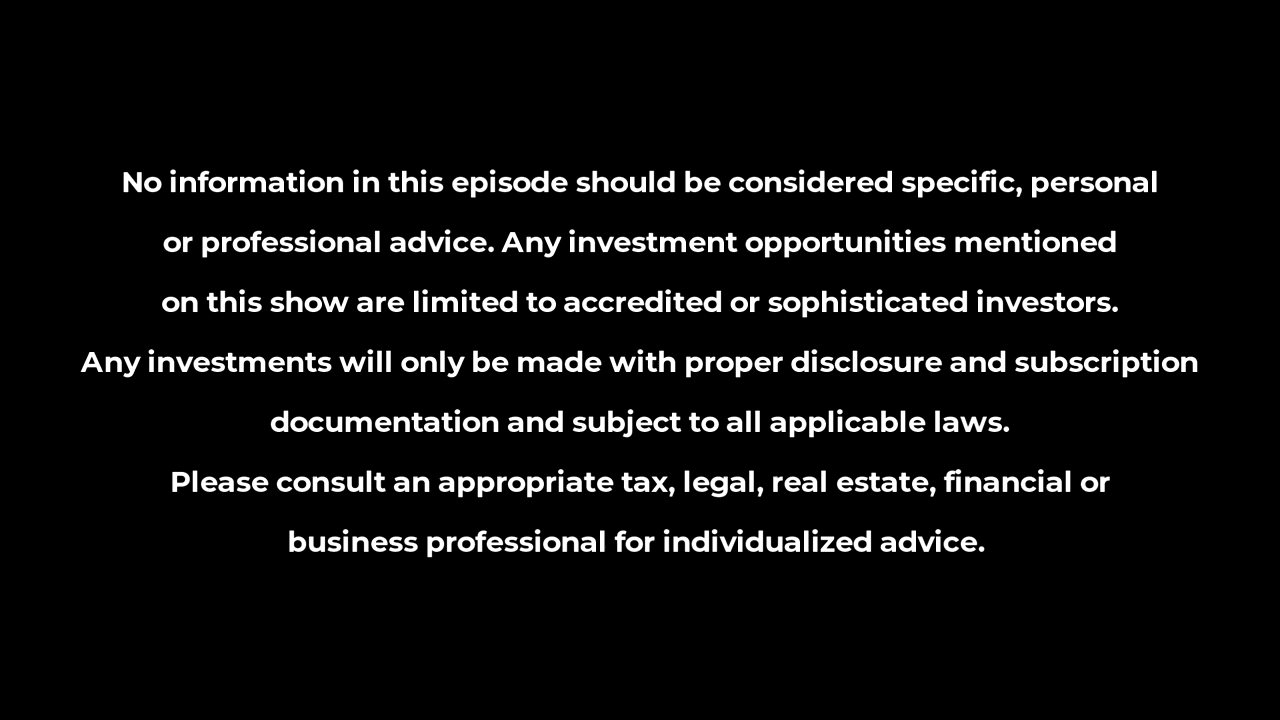 No information in this episode should be considered specific, personal
or professional advice. Any investment opportunities mentioned
on this show are limited to accredited or sophisticated investors.
Any investments will only be made with proper disclosure and subscription
documentation and subject to all applicable laws.
Please consult an appropriate tax, legal, real estate, financial or
business professional for individualized advice.